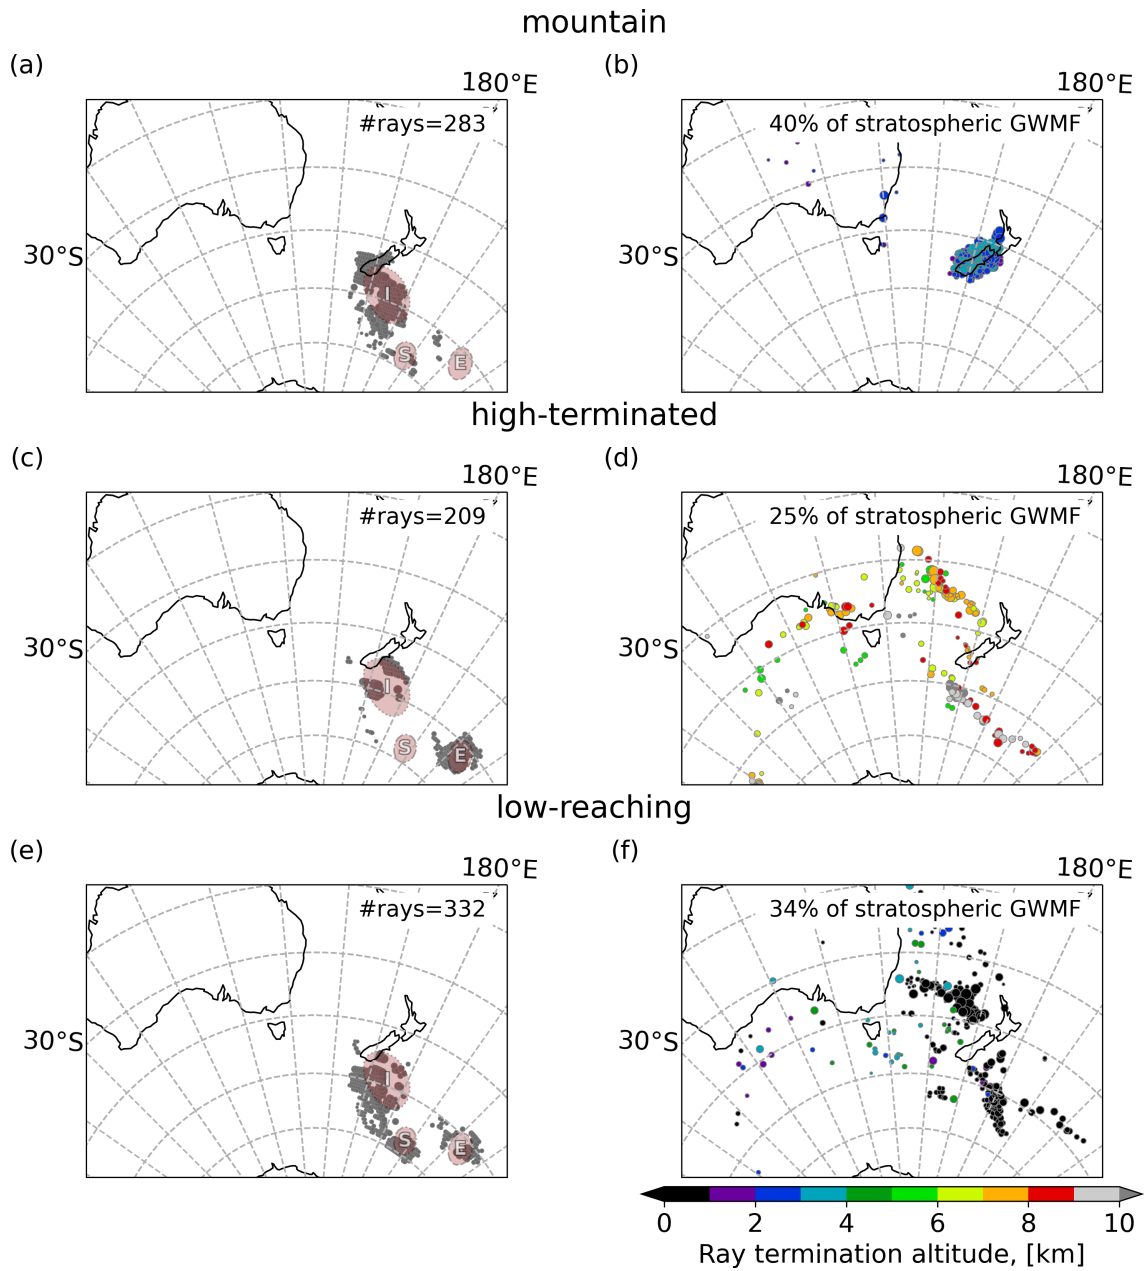 mountain
(a)
180°E
(b)
180°E
#rays=283
40% of stratospheric GWMF
30°S
30°S
I
S
E
high-terminated
(c)
180°E
(d)
180°E
#rays=209
25% of stratospheric GWMF
30°S
30°S
I
S
E
low-reaching
(e)
180°E
(f)
180°E
#rays=332
34% of stratospheric GWMF
30°S
30°S
I
S
E
0 2 4 6 8 10
Ray termination altitude, [km]